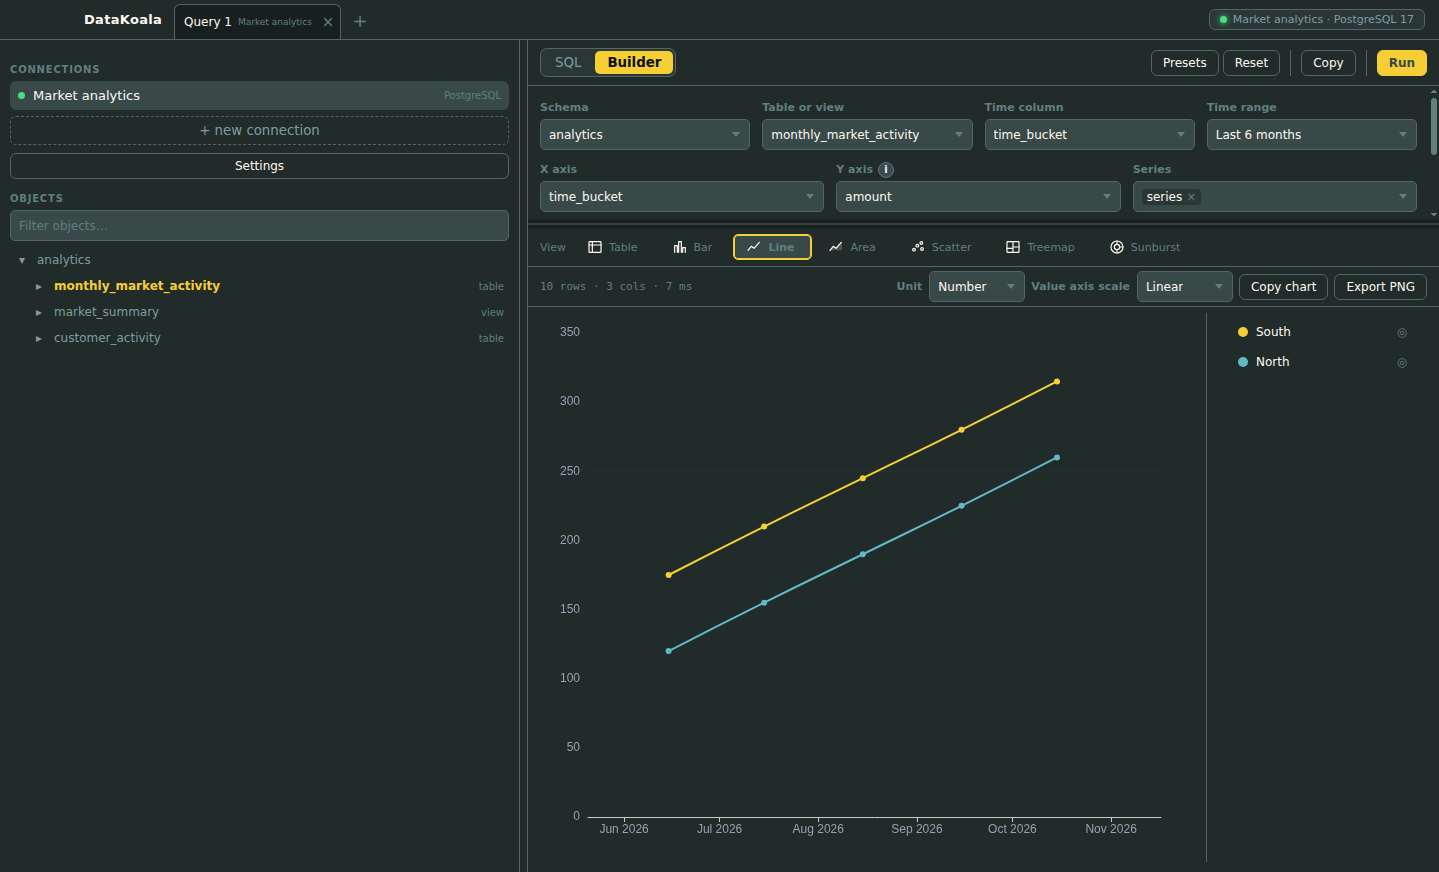 DataKoala
Query 1 Market analytics × +
Market analytics · PostgreSQL 17
CONNECTIONS
Market analytics PostgreSQL
+ new connection
Settings
OBJECTS
Filter objects...
▾ analytics
▸ monthly_market_activity table
▸ market_summary view
▸ customer_activity table
SQL Builder
Presets Reset Copy Run
Schema Table or view Time column Time range
analytics monthly_market_activity time_bucket Last 6 months
X axis Y axis i Series
time_bucket amount series ×
View Table Bar Line Area Scatter Treemap Sunburst
10 rows · 3 cols · 7 ms
Unit Number Value axis scale Linear Copy chart Export PNG
350
300
250
200
150
100
50
0
Jun 2026 Jul 2026 Aug 2026 Sep 2026 Oct 2026 Nov 2026
South ◎
North ◎